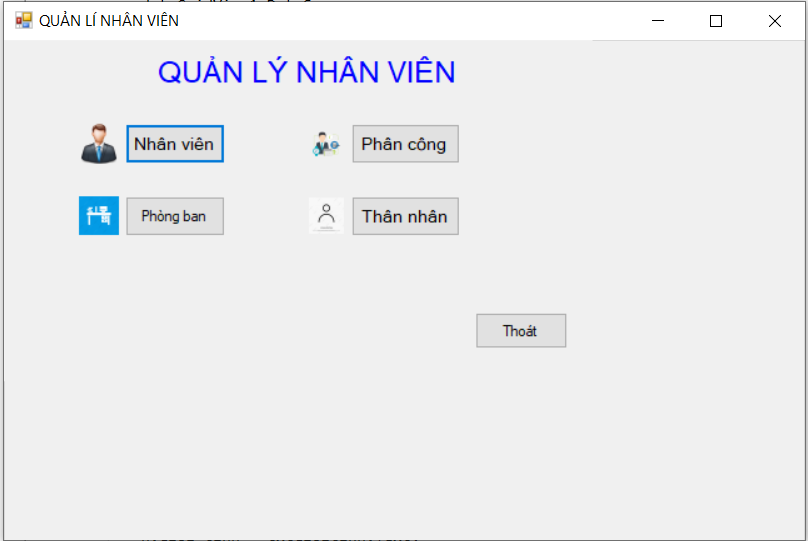 QUẢN LÍ NHÂN VIÊN
QUẢN LÝ NHÂN VIÊN
Nhân viên
Phân công
Phòng ban
Thân nhân
Thoát